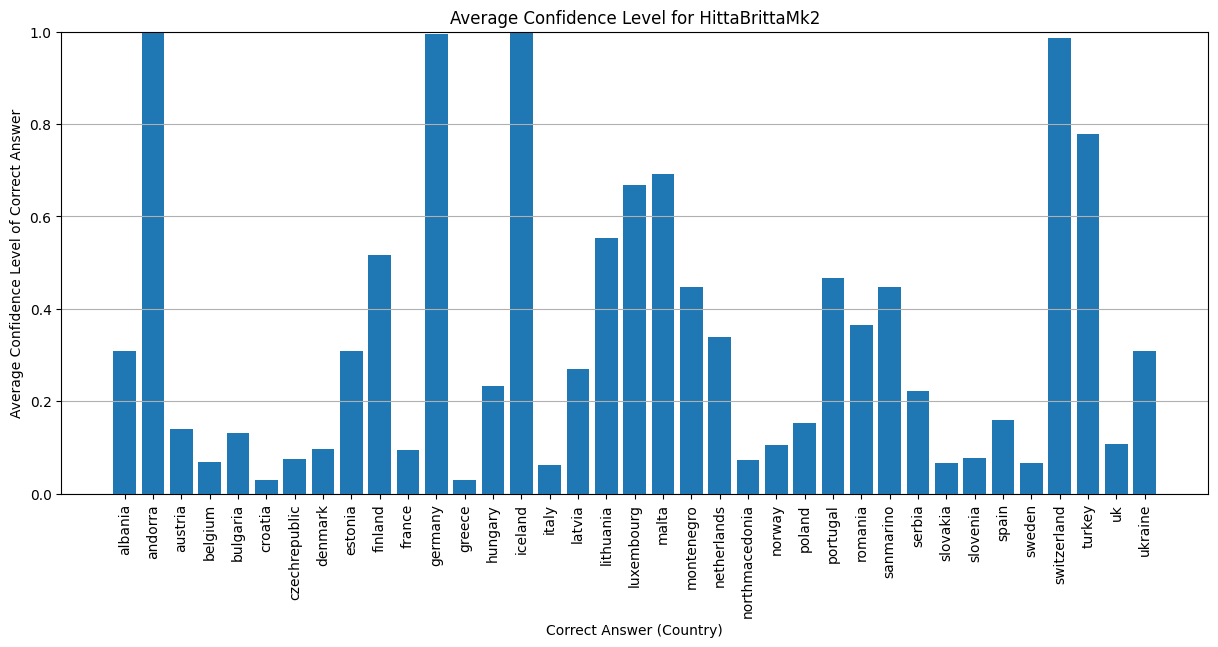 Average Confidence Level for HittaBrittaMk2
Average Confidence Level of Correct Answer
1.0
0.8
0.6
0.4
0.2
0.0
albania
andorra
austria
belgium
bulgaria
croatia
czechrepublic
denmark
estonia
finland
france
germany
greece
hungary
iceland
italy
latvia
lithuania
luxembourg
malta
montenegro
netherlands
northmacedonia
norway
poland
portugal
romania
sanmarino
serbia
slovakia
slovenia
spain
sweden
switzerland
turkey
uk
ukraine
Correct Answer (Country)